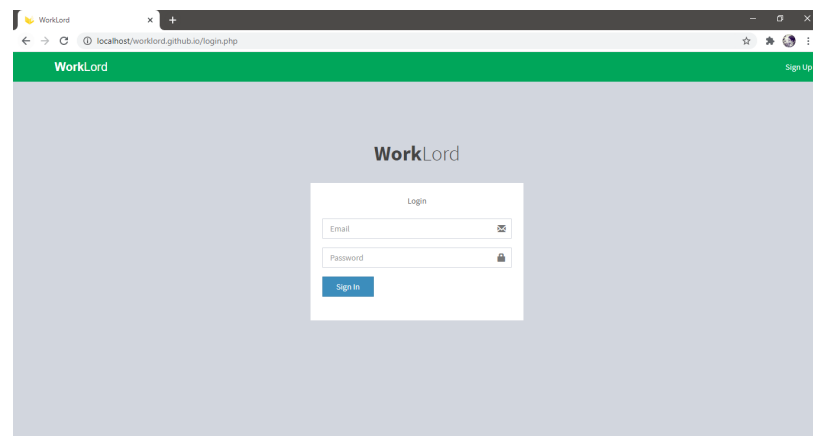 WorkLord
localhost/worklord.github.io/login.php
WorkLord
Sign Up
WorkLord
Login
Email
Password
Sign In